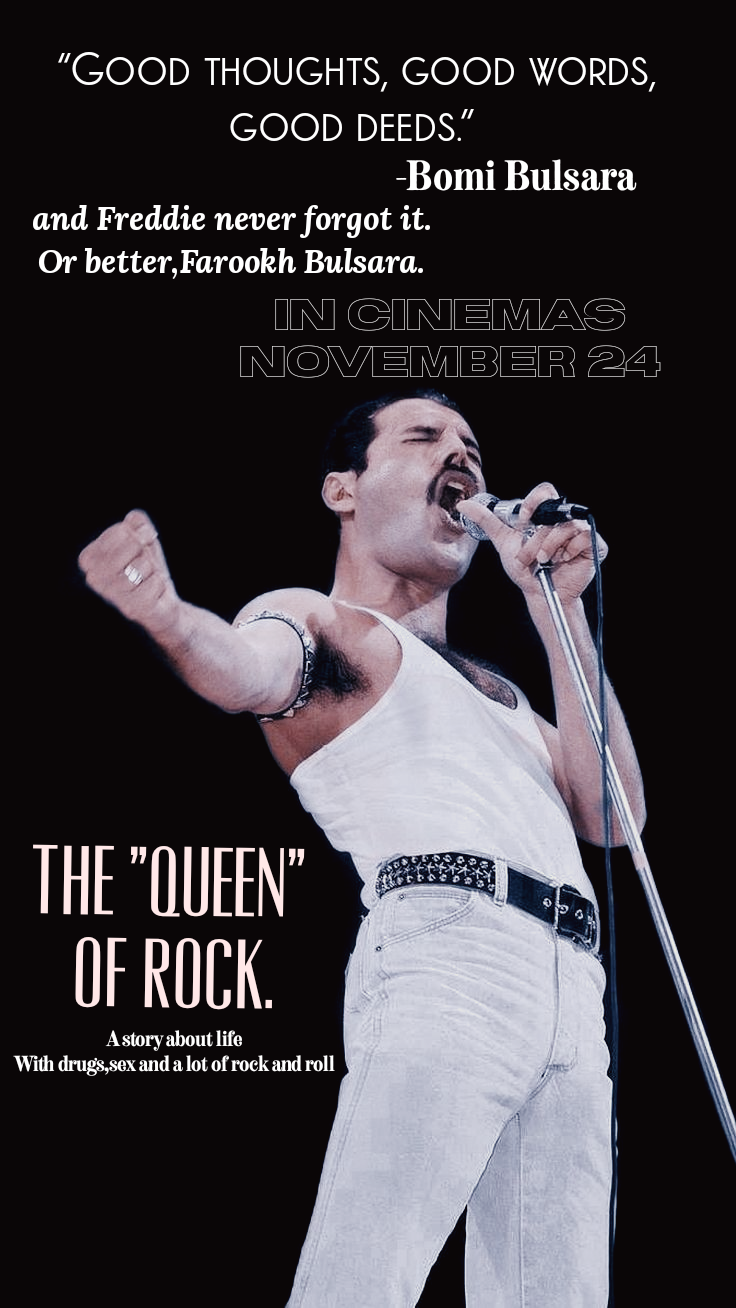 “GOOD THOUGHTS, GOOD WORDS,
GOOD DEEDS.”
-Bomi Bulsara
and Freddie never forgot it.
Or better,Farookh Bulsara.
IN CINEMAS
NOVEMBER 24
THE ”QUEEN”
OF ROCK.
A story about life
With drugs,sex and a lot of rock and roll